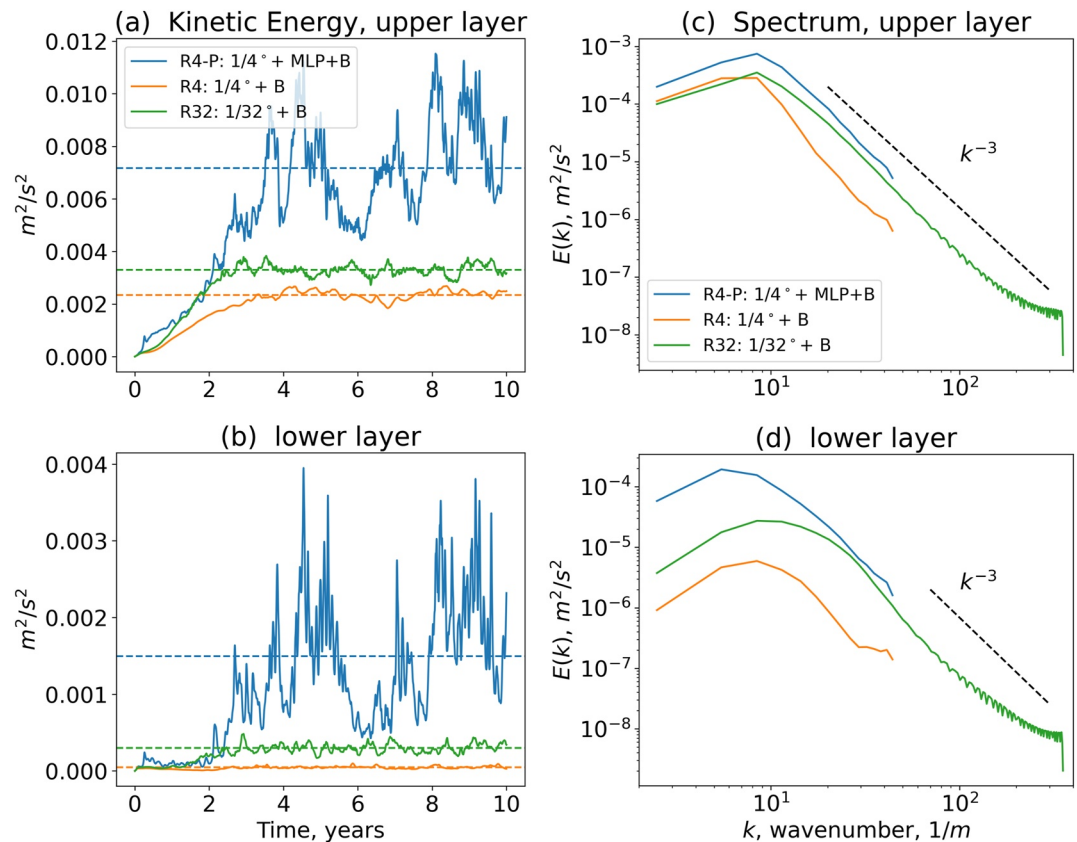 (a) Kinetic Energy, upper layer
0.012
0.010
0.008
0.006
0.004
0.002
0.000
m²/s²
R4-P: 1/4°+ MLP+B
R4: 1/4°+ B
R32: 1/32°+ B
0 2 4 6 8 10
(c) Spectrum, upper layer
10⁻³
10⁻⁴
10⁻⁵
10⁻⁶
10⁻⁷
10⁻⁸
E(k), m²/s²
k⁻³
R4-P: 1/4°+ MLP+B
R4: 1/4°+ B
R32: 1/32°+ B
10¹ 10²
(b) lower layer
0.004
0.003
0.002
0.001
0.000
m²/s²
0 2 4 6 8 10
Time, years
(d) lower layer
10⁻⁴
10⁻⁵
10⁻⁶
10⁻⁷
10⁻⁸
E(k), m²/s²
k⁻³
10¹ 10²
k, wavenumber, 1/m